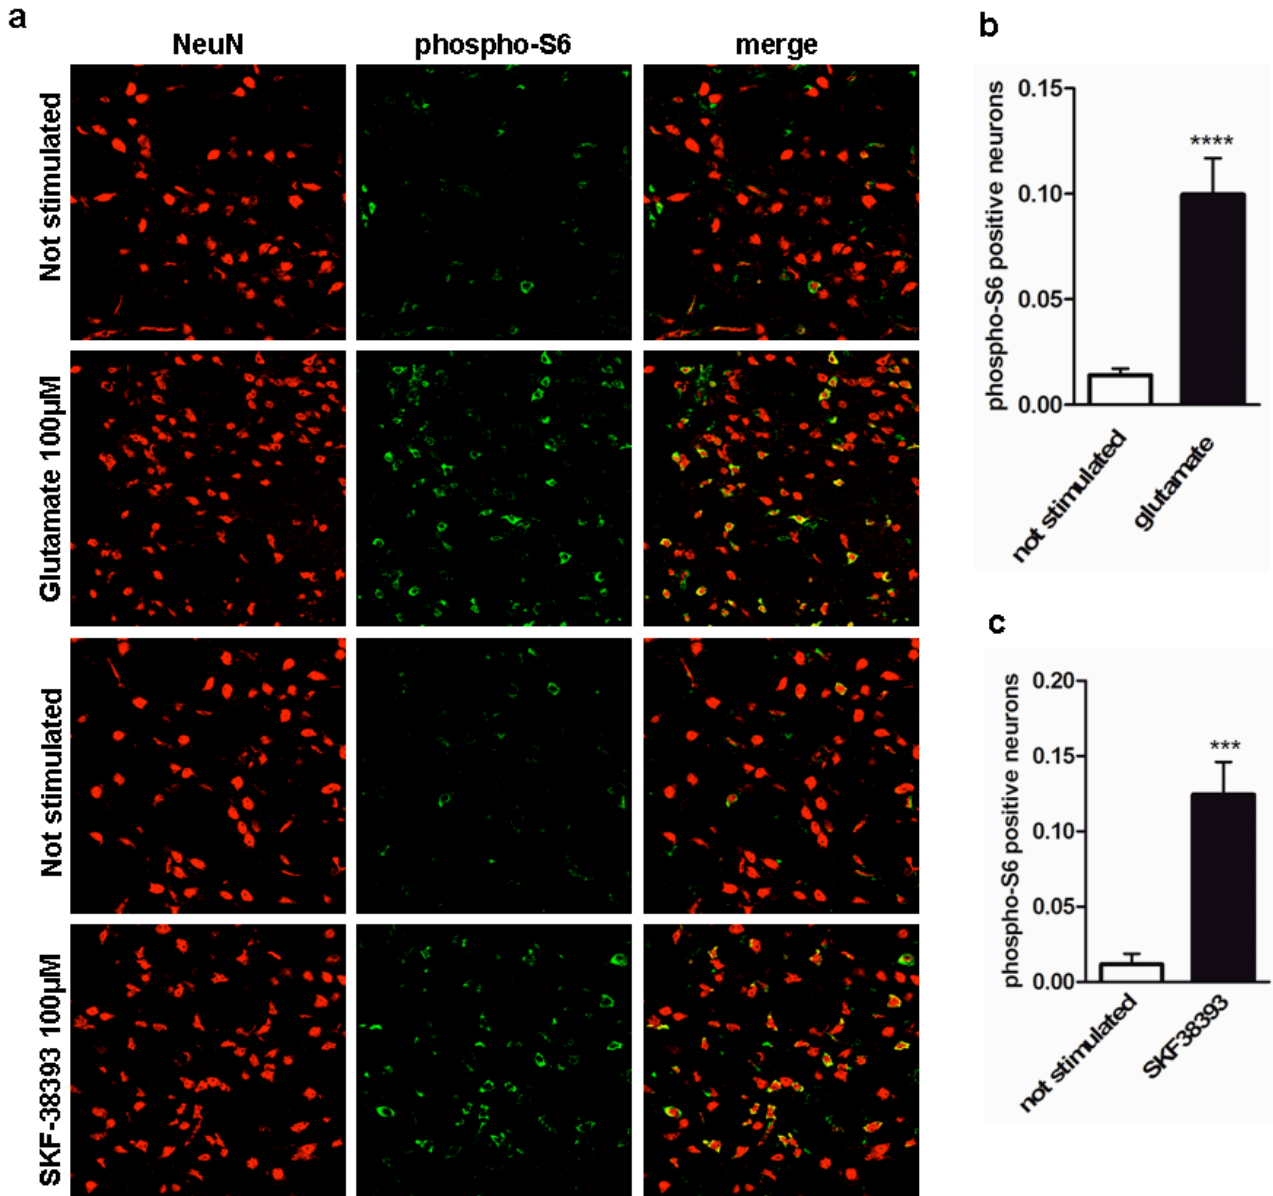 a
NeuN
phospho-S6
merge
Not stimulated
Glutamate 100µM
Not stimulated
SKF-38393 100µM
b
phospho-S6 positive neurons
0.15
0.10
0.05
0.00
****
not stimulated
glutamate
c
phospho-S6 positive neurons
0.20
0.15
0.10
0.05
0.00
***
not stimulated
SKF38393